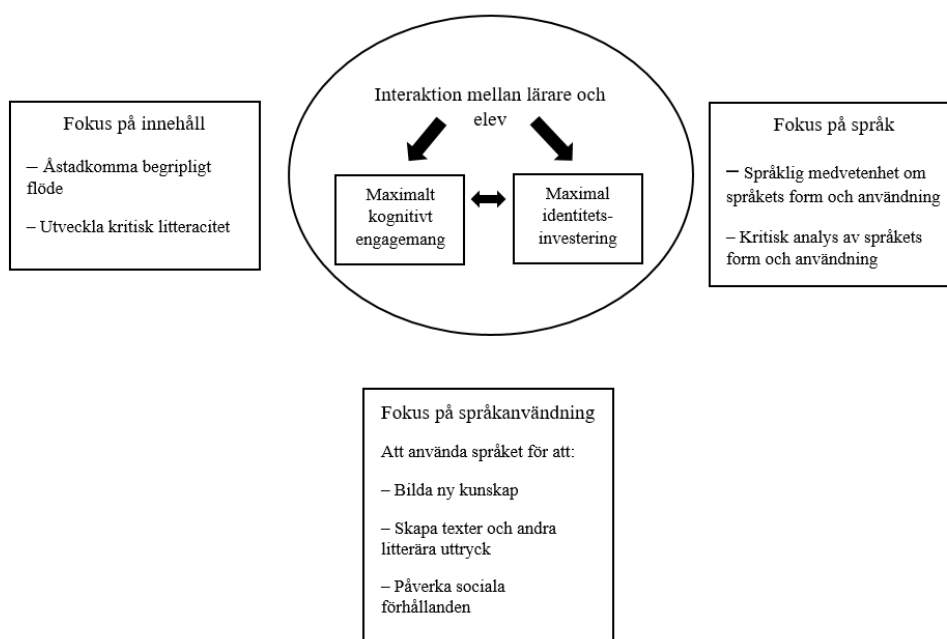 Interaktion mellan lärare och
elev
Maximalt
kognitivt
engagemang
Maximal
identitets-
investering
Fokus på innehåll
– Åstadkomma begripligt
flöde
– Utveckla kritisk litteracitet
Fokus på språk
– Språklig medvetenhet om
språkets form och användning
– Kritisk analys av språkets
form och användning
Fokus på språkanvändning
Att använda språket för att:
– Bilda ny kunskap
– Skapa texter och andra
litterära uttryck
– Påverka sociala
förhållanden